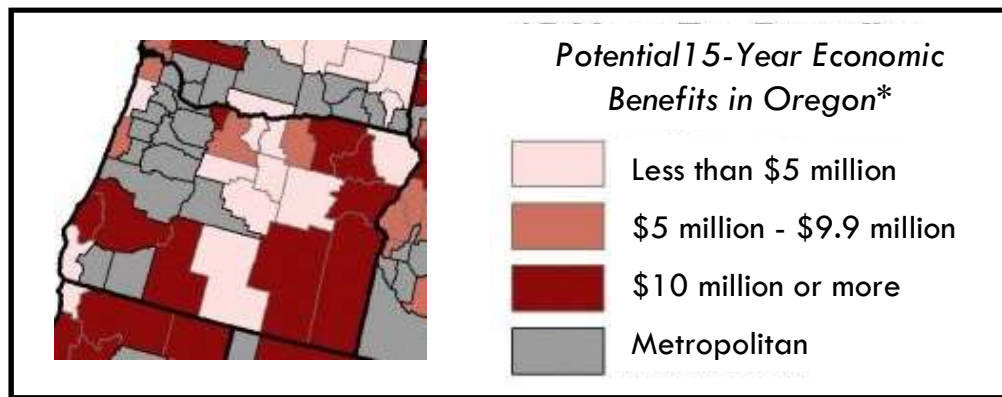 Potential15-Year Economic
Benefits in Oregon*
Less than $5 million
$5 million - $9.9 million
$10 million or more
Metropolitan